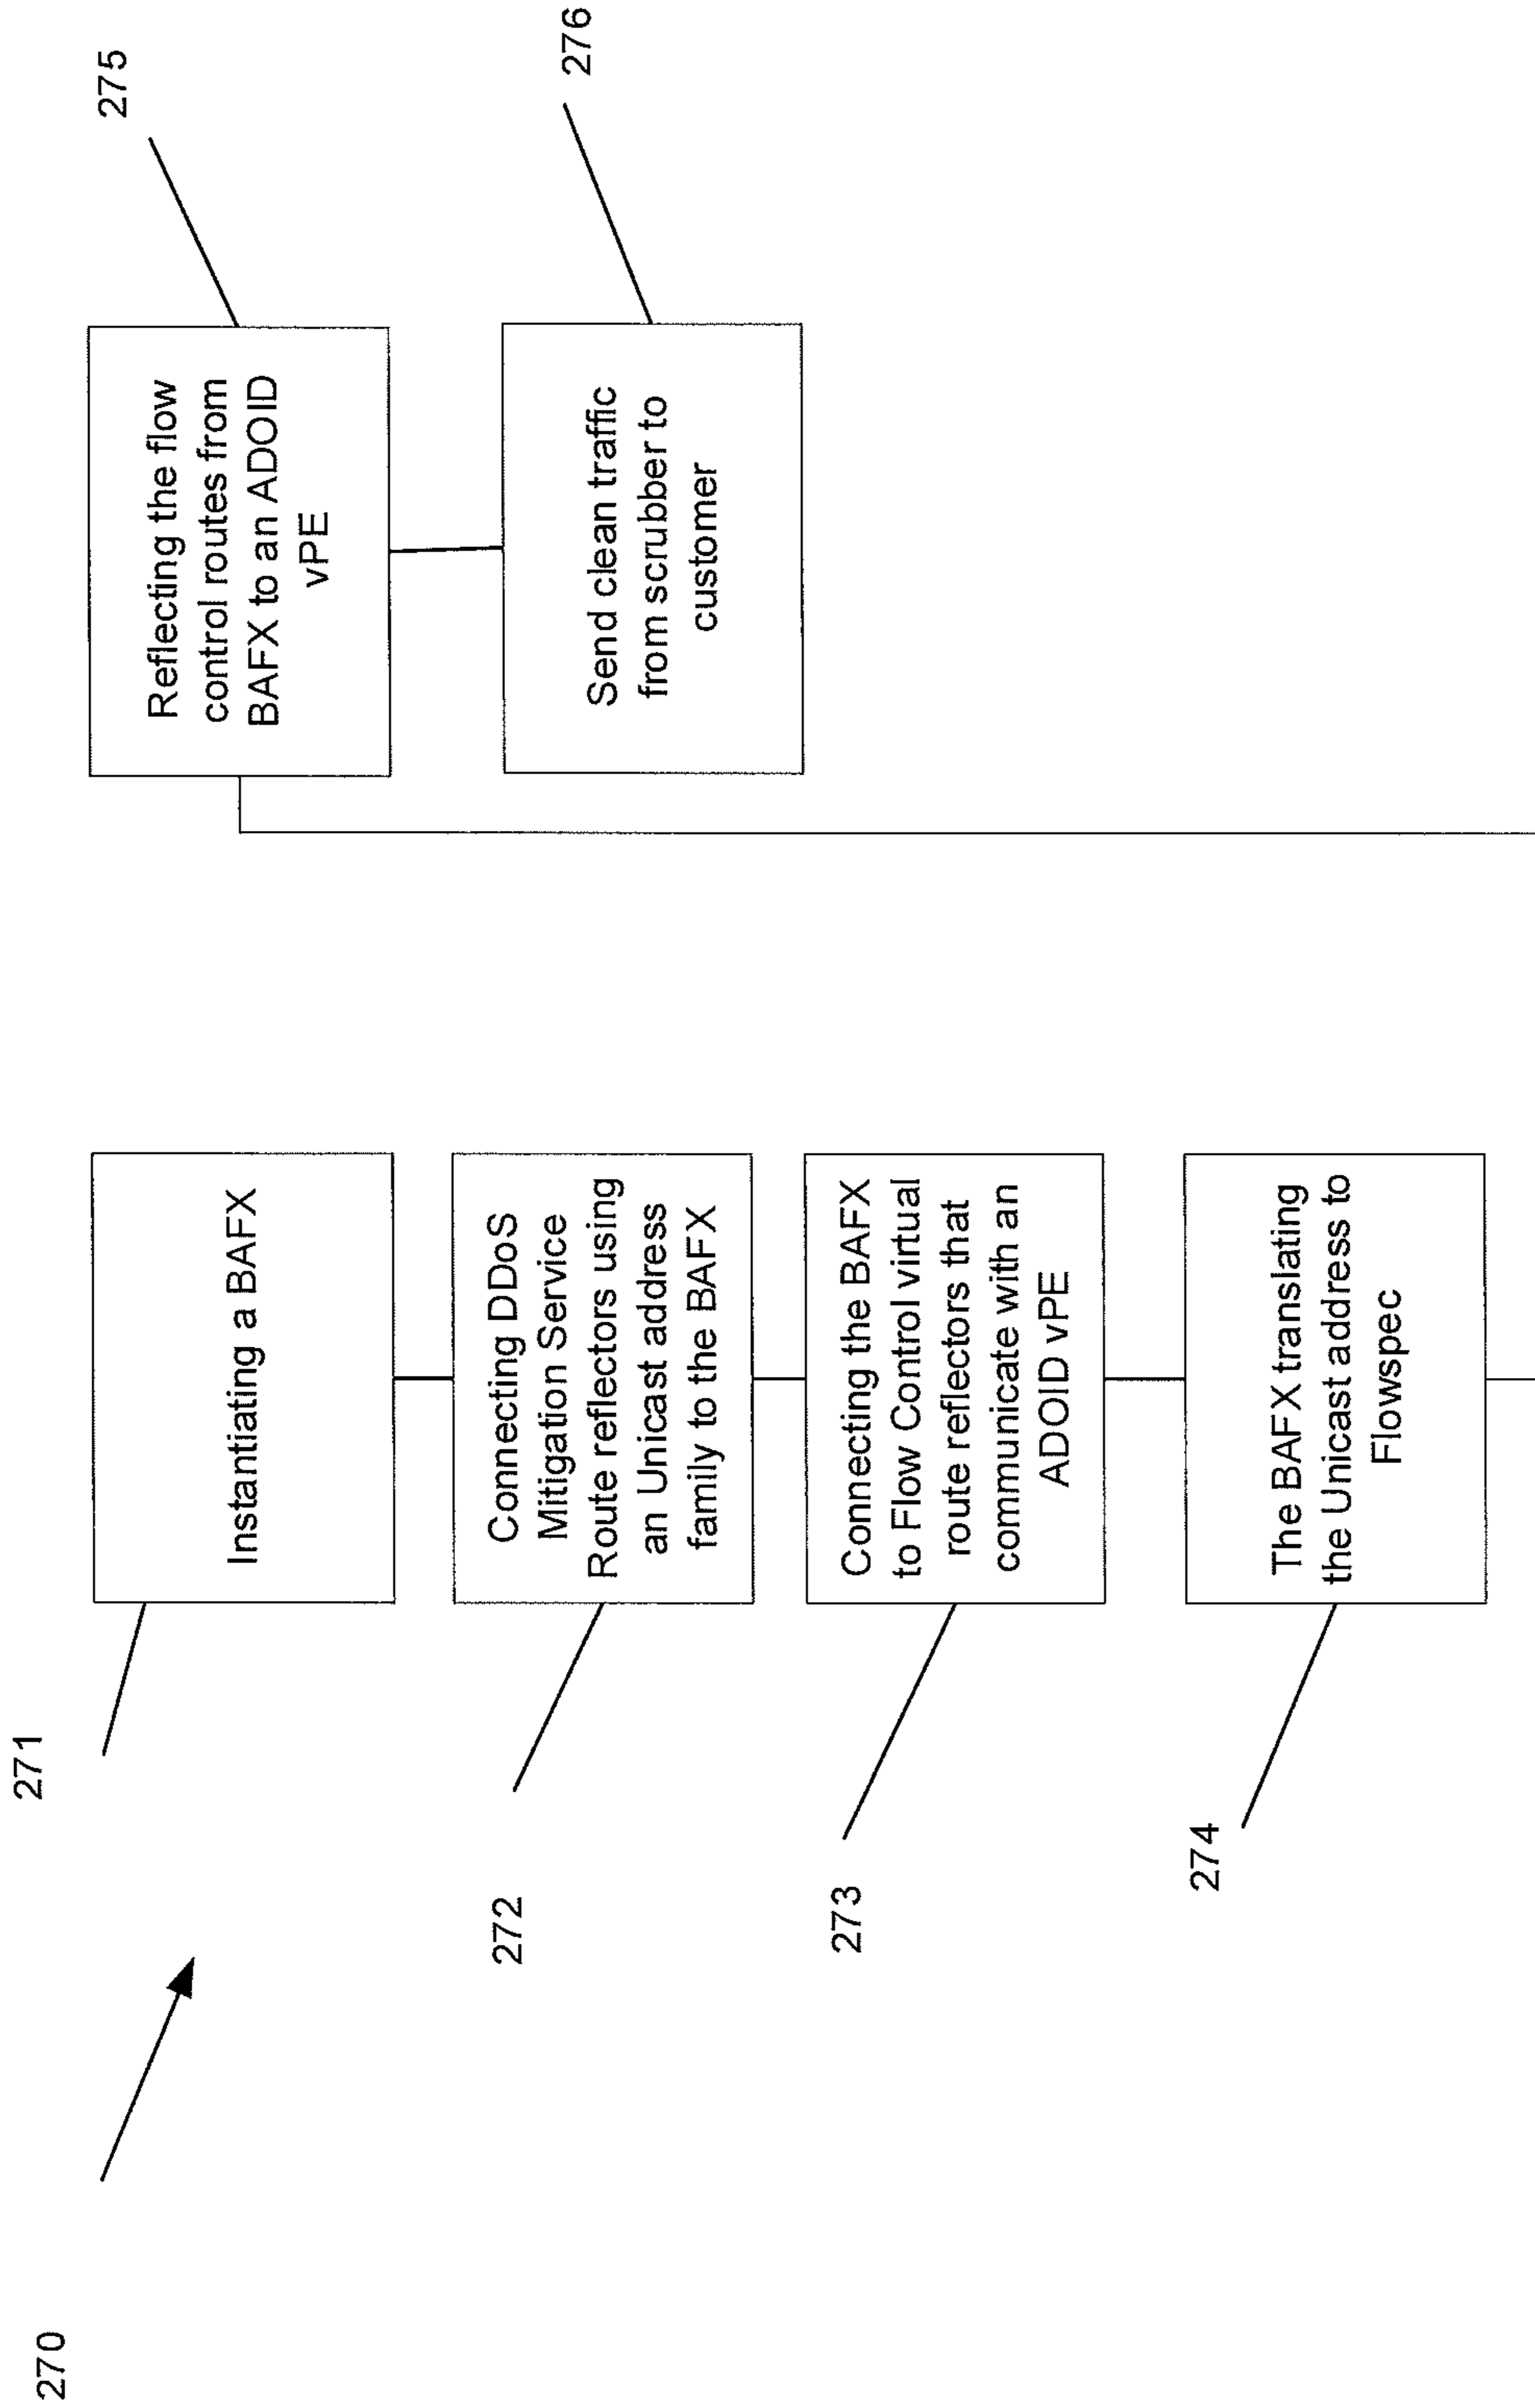 270
271
Instantiating a BAFX
272
Connecting DDoS
Mitigation Service
Route reflectors using
an Unicast address
family to the BAFX
273
Connecting the BAFX
to Flow Control virtual
route reflectors that
communicate with an
ADOID vPE
274
The BAFX translating
the Unicast address to
Flowspec
275
Reflecting the flow
control routes from
BAFX to an ADOID
vPE
276
Send clean traffic
from scrubber to
customer